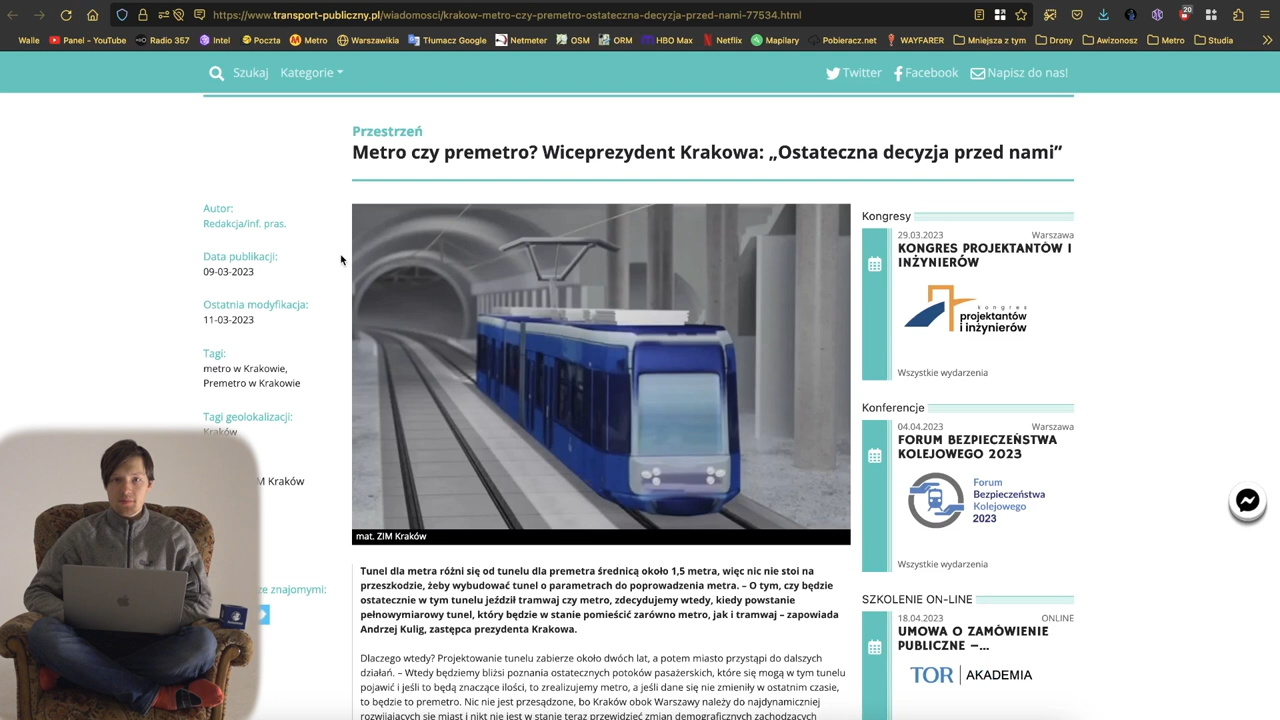 https://www.transport-publiczny.pl/wiadomosci/krakow-metro-czy-premetro-ostateczna-decyzja-przed-nami-77534.html
20
Walle Panel - YouTube Radio 357 Intel Poczta Metro Warszawikia Tłumacz Google Netmeter OSM ORM HBO Max Netflix Mapilary Pobieracz.net WAYFARER Mniejsza z tym Drony Awizonosz Metro Studia
Szukaj Kategorie Twitter Facebook Napisz do nas!
Przestrzeń
Metro czy premetro? Wiceprezydent Krakowa: „Ostateczna decyzja przed nami”
Autor:
Redakcja/inf. pras.
Data publikacji:
09-03-2023
Ostatnia modyfikacja:
11-03-2023
Tagi:
metro w Krakowie,
Premetro w Krakowie
Tagi geolokalizacji:
Kraków
M Kraków
ze znajomymi:
mat. ZIM Kraków
Tunel dla metra różni się od tunelu dla premetra średnicą około 1,5 metra, więc nic nie stoi na
przeszkodzie, żeby wybudować tunel o parametrach do poprowadzenia metra. – O tym, czy będzie
ostatecznie w tym tunelu jeździł tramwaj czy metro, zdecydujemy wtedy, kiedy powstanie
pełnowymiarowy tunel, który będzie w stanie pomieścić zarówno metro, jak i tramwaj – zapowiada
Andrzej Kulig, zastępca prezydenta Krakowa.
Dlaczego wtedy? Projektowanie tunelu zabierze około dwóch lat, a potem miasto przystąpi do dalszych
działań. – Wtedy będziemy bliżsi poznania ostatecznych potoków pasażerskich, które się mogą w tym tunelu
pojawić i jeśli to będą znaczące ilości, to zrealizujemy metro, a jeśli dane się nie zmieniły w ostatnim czasie,
to będzie to premetro. Nic nie jest przesądzone, bo Kraków obok Warszawy należy do najdynamiczniej
rozwijających się miast i nikt nie jest w stanie teraz przewidzieć zmian demograficznych zachodzących
Kongresy
29.03.2023 Warszawa
KONGRES PROJEKTANTÓW I
INŻYNIERÓW
kongres
projektantów
i inżynierów
Wszystkie wydarzenia
Konferencje
04.04.2023 Warszawa
FORUM BEZPIECZEŃSTWA
KOLEJOWEGO 2023
Forum
Bezpieczeństwa
Kolejowego
2023
Wszystkie wydarzenia
SZKOLENIE ON-LINE
18.04.2023 ONLINE
UMOWA O ZAMÓWIENIE
PUBLICZNE –...
TOR AKADEMIA